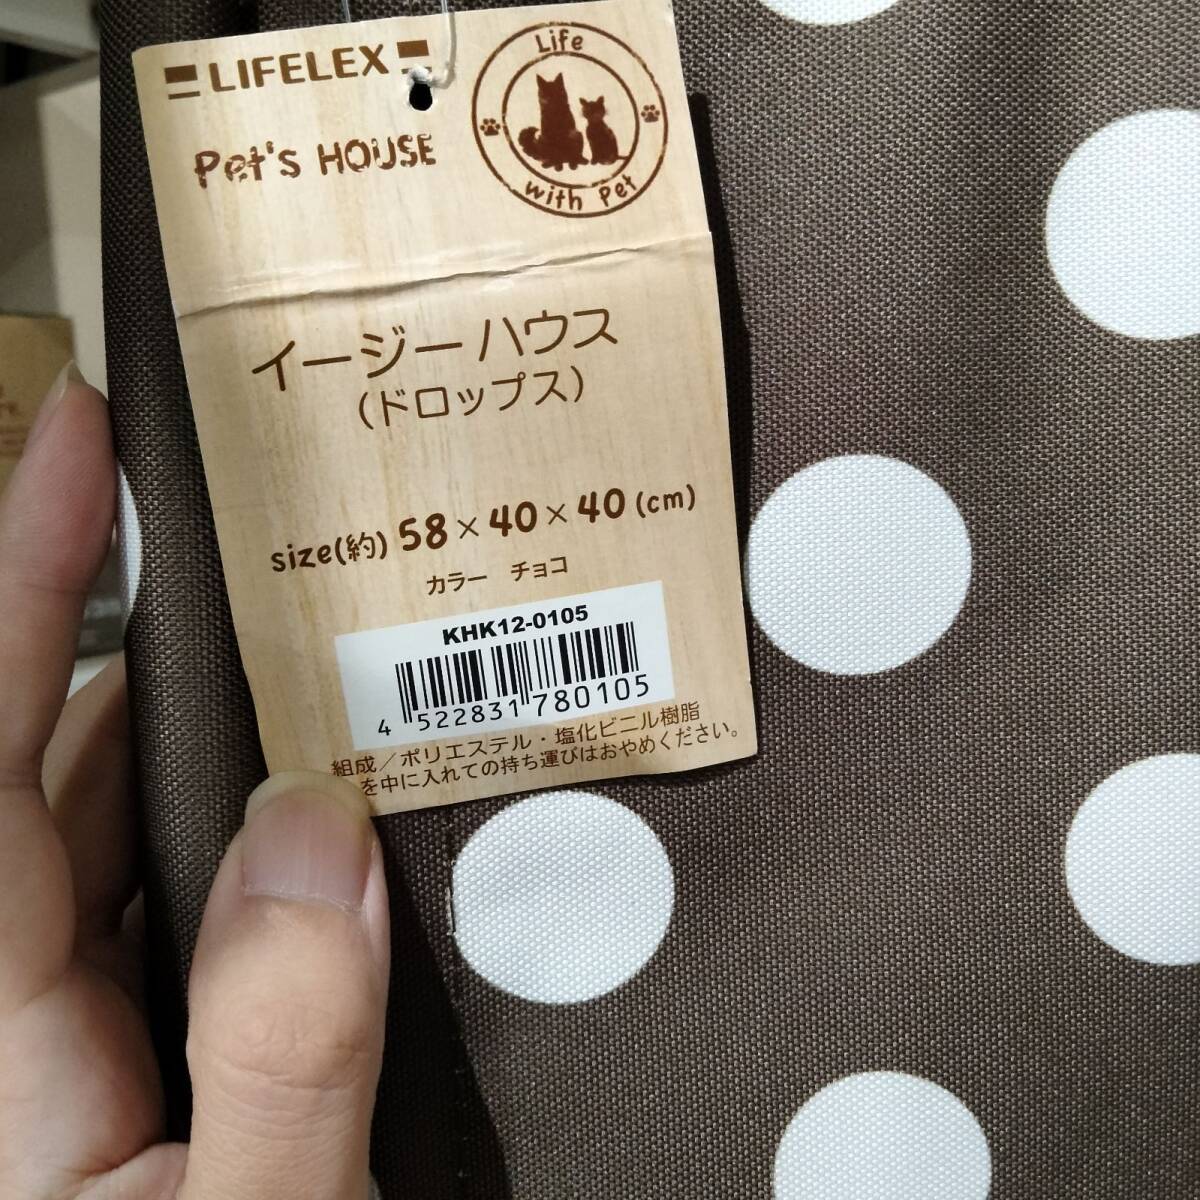 LIFELEX
Pet's HOUSE
Life
with Pet
イージーハウス
(ドロップス)
size(約) 58×40×40(cm)
カラー チョコ
KHK12-0105
4 522831 780105
組成/ポリエステル・塩化ビニル樹脂
を中に入れての持ち運びはおやめください。